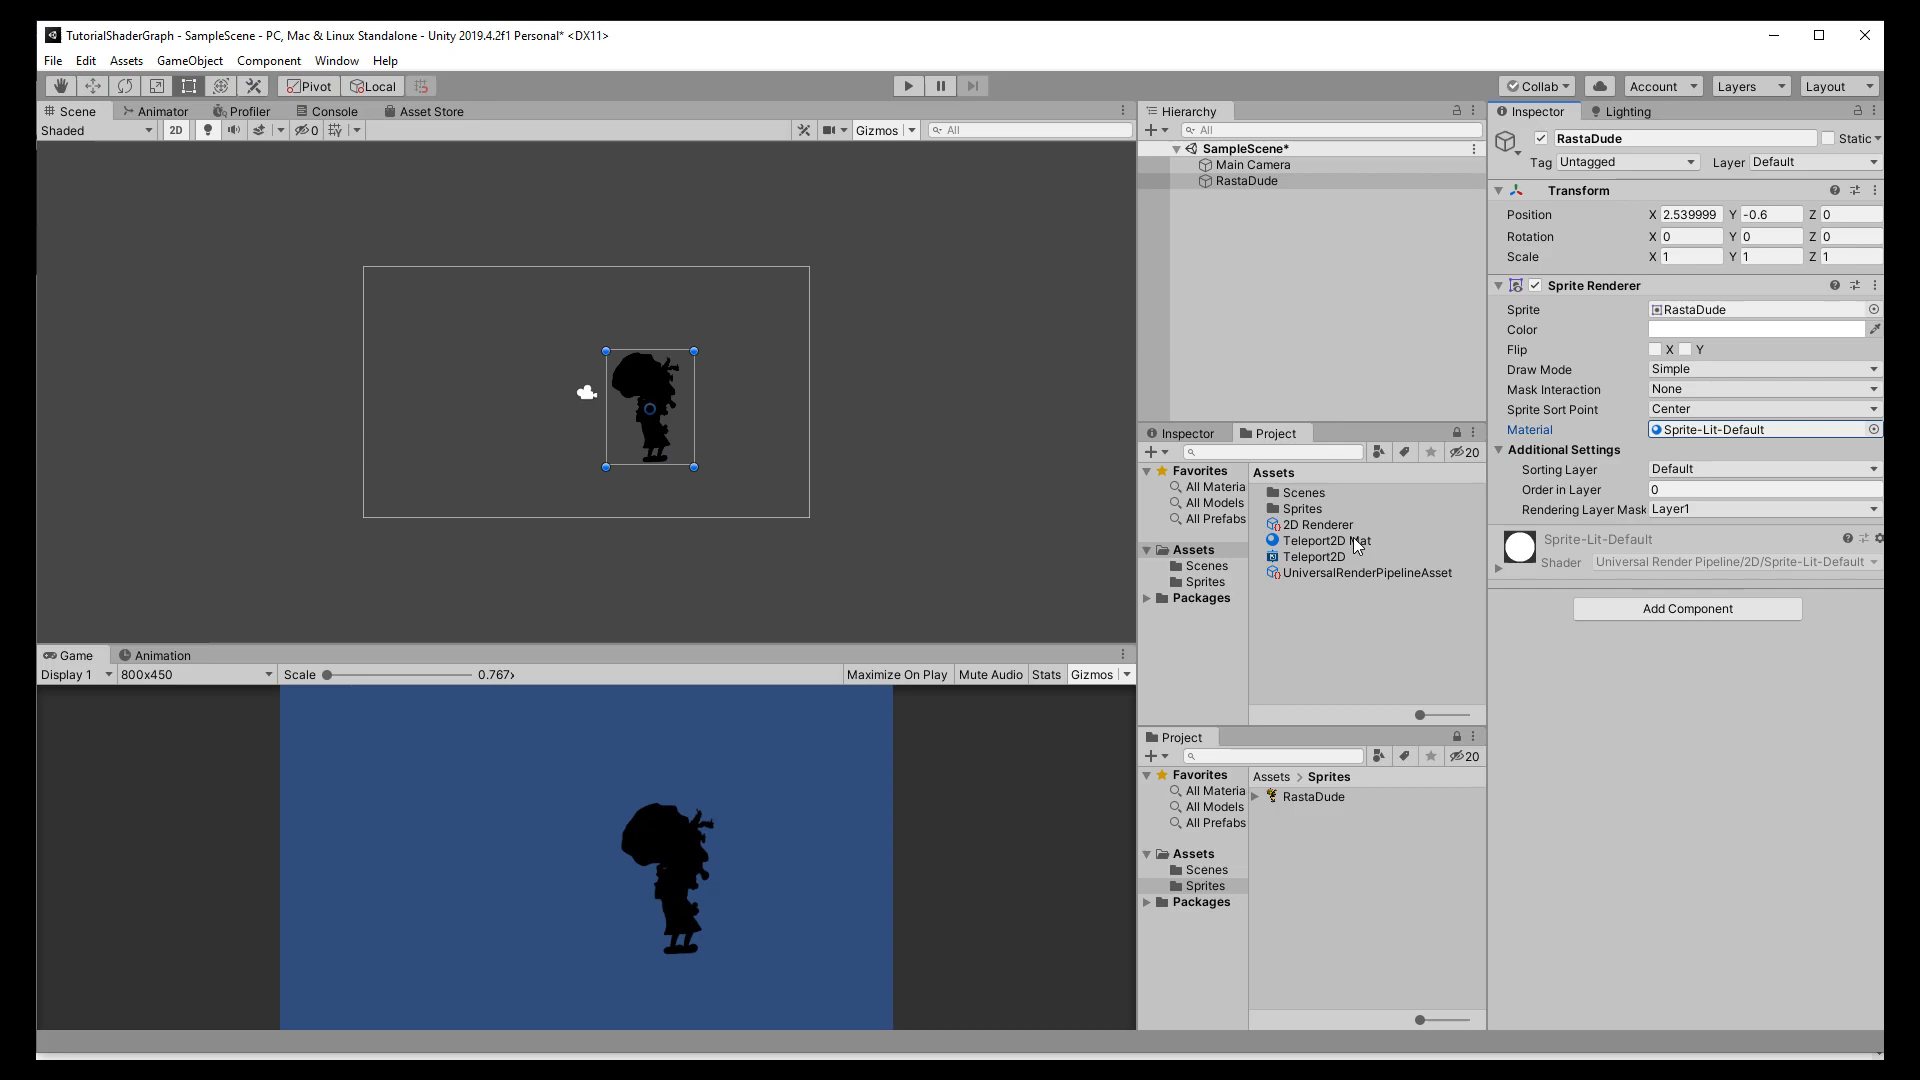 TutorialShaderGraph - SampleScene - PC, Mac & Linux Standalone - Unity 2019.4.2f1 Personal* <DX11>
File Edit Assets GameObject Component Window Help
Pivot Local Collab Account Layers Layout
Scene Animator Profiler Console Asset Store
Shaded 2D 0 Gizmos All
Hierarchy
All
SampleScene*
Main Camera
RastaDude
Inspector Lighting
RastaDude Static
Tag Untagged Layer Default
Transform
Position X 2.539999 Y -0.6 Z 0
Rotation X 0 Y 0 Z 0
Scale X 1 Y 1 Z 1
Sprite Renderer
Sprite RastaDude
Color
Flip X Y
Draw Mode Simple
Mask Interaction None
Sprite Sort Point Center
Material Sprite-Lit-Default
Additional Settings
Sorting Layer Default
Order in Layer 0
Rendering Layer Mask Layer1
Sprite-Lit-Default
Shader Universal Render Pipeline/2D/Sprite-Lit-Default
Add Component
Inspector Project
20
Favorites
All Materia
All Models
All Prefabs
Assets
Scenes
Sprites
Packages
Assets
Scenes
Sprites
2D Renderer
Teleport2D Mat
Teleport2D
UniversalRenderPipelineAsset
Game Animation
Display 1 800x450 Scale 0.767x Maximize On Play Mute Audio Stats Gizmos
Project
20
Favorites
All Materia
All Models
All Prefabs
Assets
Scenes
Sprites
Packages
Assets > Sprites
RastaDude